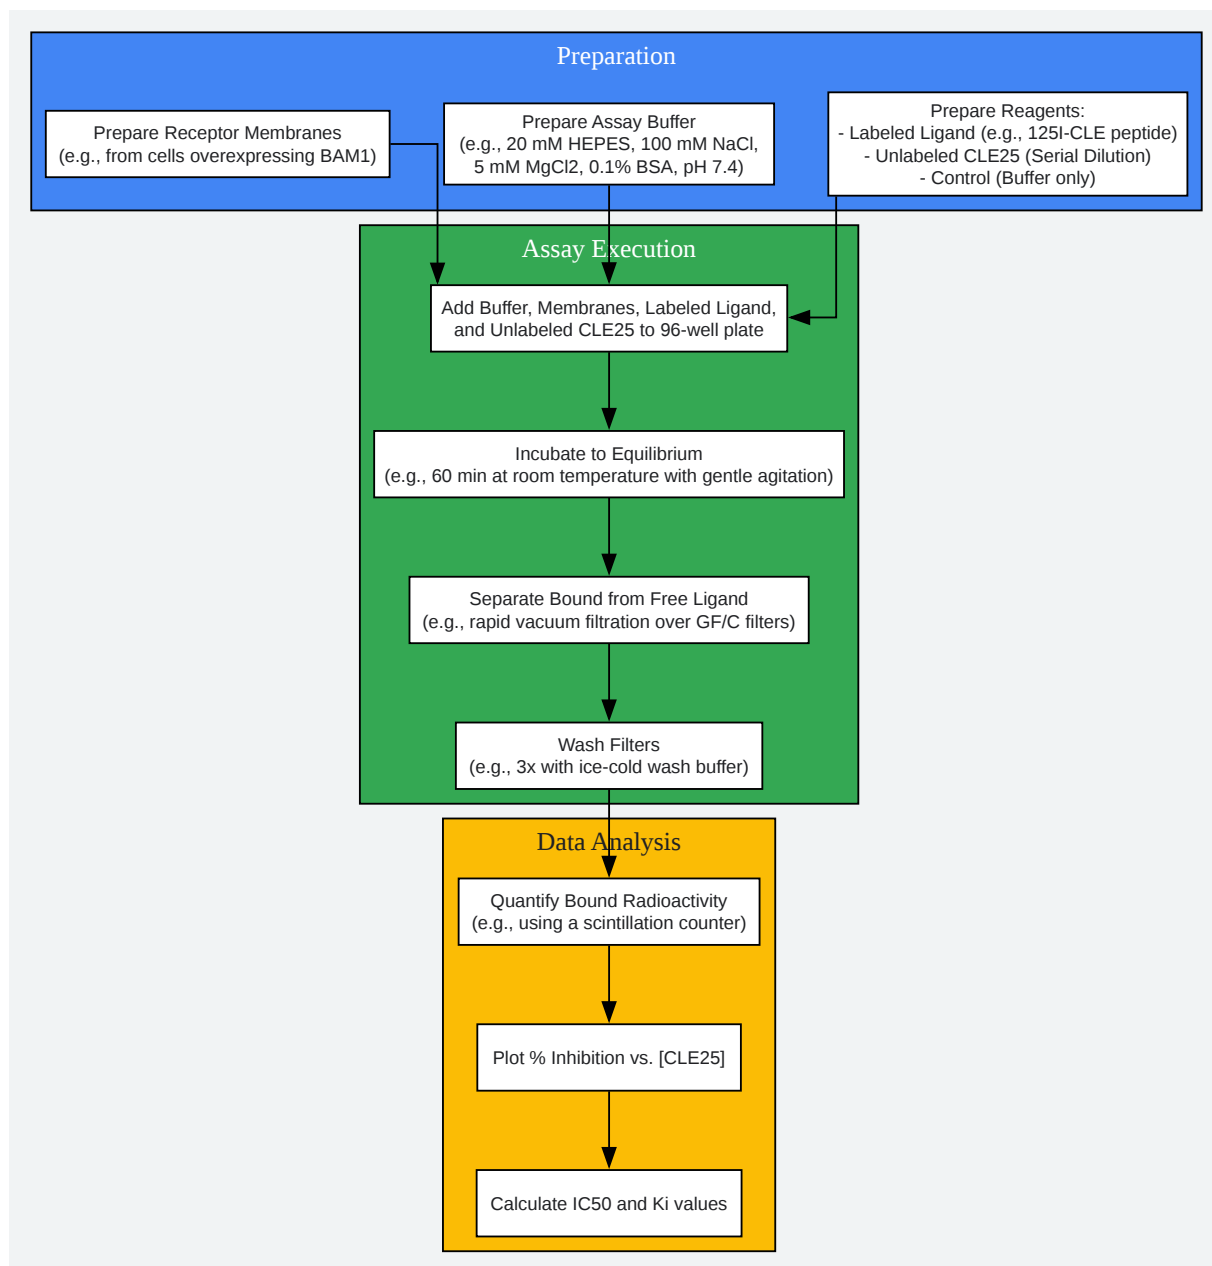 Preparation
Prepare Receptor Membranes
(e.g., from cells overexpressing BAM1)
Prepare Assay Buffer
(e.g., 20 mM HEPES, 100 mM NaCl,
5 mM MgCl2, 0.1% BSA, pH 7.4)
Prepare Reagents:
- Labeled Ligand (e.g., 125I-CLE peptide)
- Unlabeled CLE25 (Serial Dilution)
- Control (Buffer only)
Assay Execution
Add Buffer, Membranes, Labeled Ligand,
and Unlabeled CLE25 to 96-well plate
Incubate to Equilibrium
(e.g., 60 min at room temperature with gentle agitation)
Separate Bound from Free Ligand
(e.g., rapid vacuum filtration over GF/C filters)
Wash Filters
(e.g., 3x with ice-cold wash buffer)
Data Analysis
Quantify Bound Radioactivity
(e.g., using a scintillation counter)
Plot % Inhibition vs. [CLE25]
Calculate IC50 and Ki values